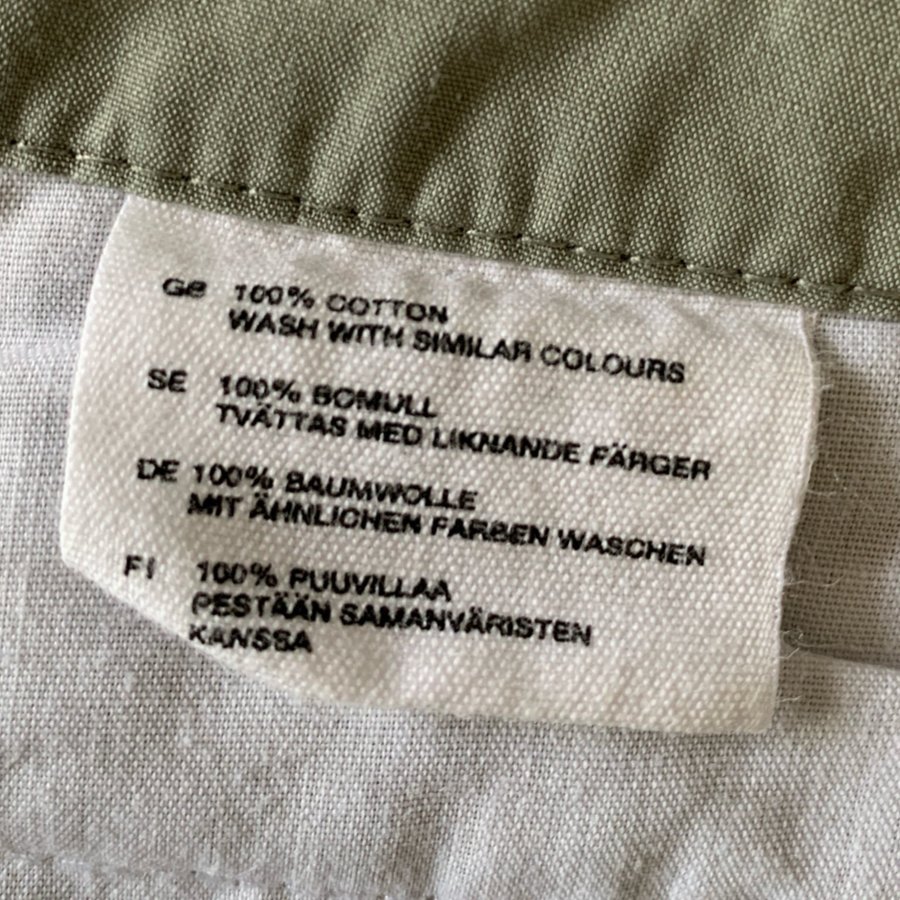 GB 100% COTTON
WASH WITH SIMILAR COLOURS
SE 100% BOMULL
TVÄTTAS MED LIKNANDE FÄRGER
DE 100% BAUMWOLLE
MIT ÄHNLICHEN FARBEN WASCHEN
FI 100% PUUVILLAA
PESTÄÄN SAMANVÄRISTEN
KANSSA